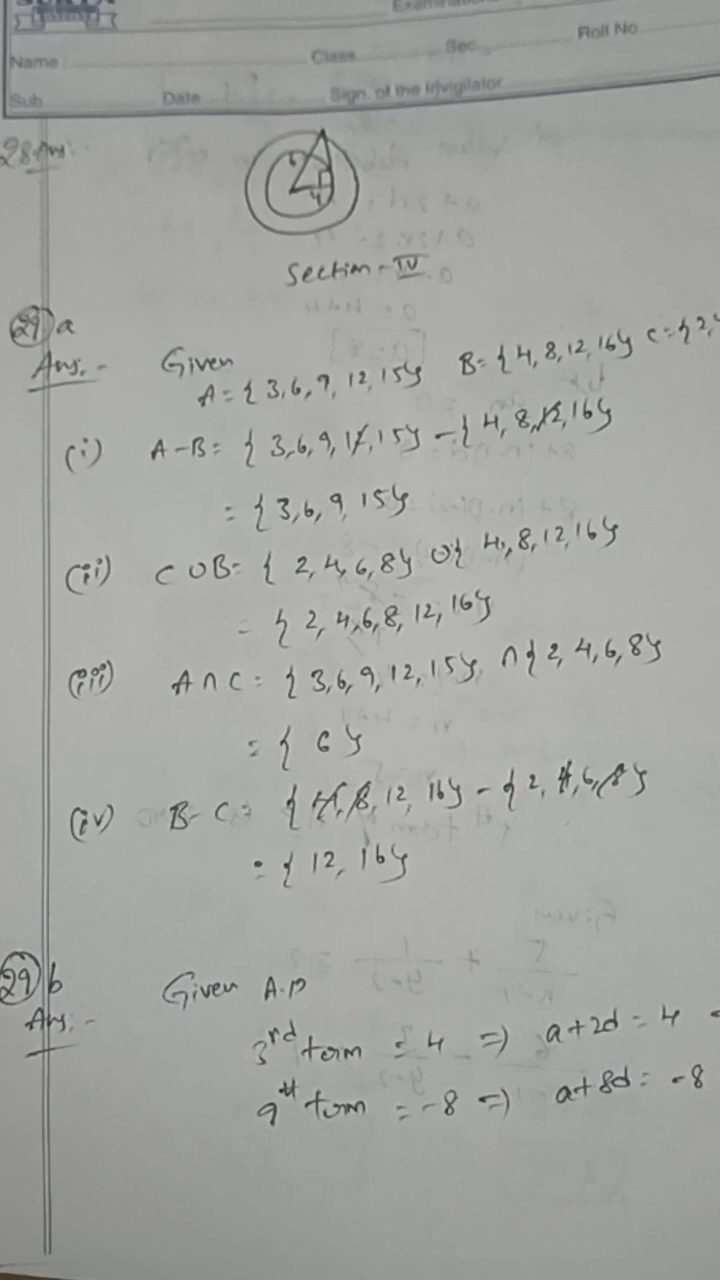 Examination
Name Class Sec Roll No
Sub Date Sign. of the Invigilator
28 Ans:
6
4
Section - IV
29 a
Ans. - Given
A = { 3, 6, 9, 12, 15} B = { 4, 8, 12, 16} C = { 2,
(i) A-B = { 3, 6, 9, 12, 15} - { 4, 8, 12, 16}
= { 3, 6, 9, 15}
(ii) C ∪ B = { 2, 4, 6, 8} ∪ { 4, 8, 12, 16}
= { 2, 4, 6, 8, 12, 16}
(iii) A ∩ C = { 3, 6, 9, 12, 15} ∩ { 2, 4, 6, 8}
= { 6 }
(iv) B - C = { 4, 8, 12, 16} - { 2, 4, 6, 8}
= { 12, 16}
29 b Given A.P
Ans: -
3rd term = 4 => a + 2d = 4
9th term = -8 => a + 8d = -8